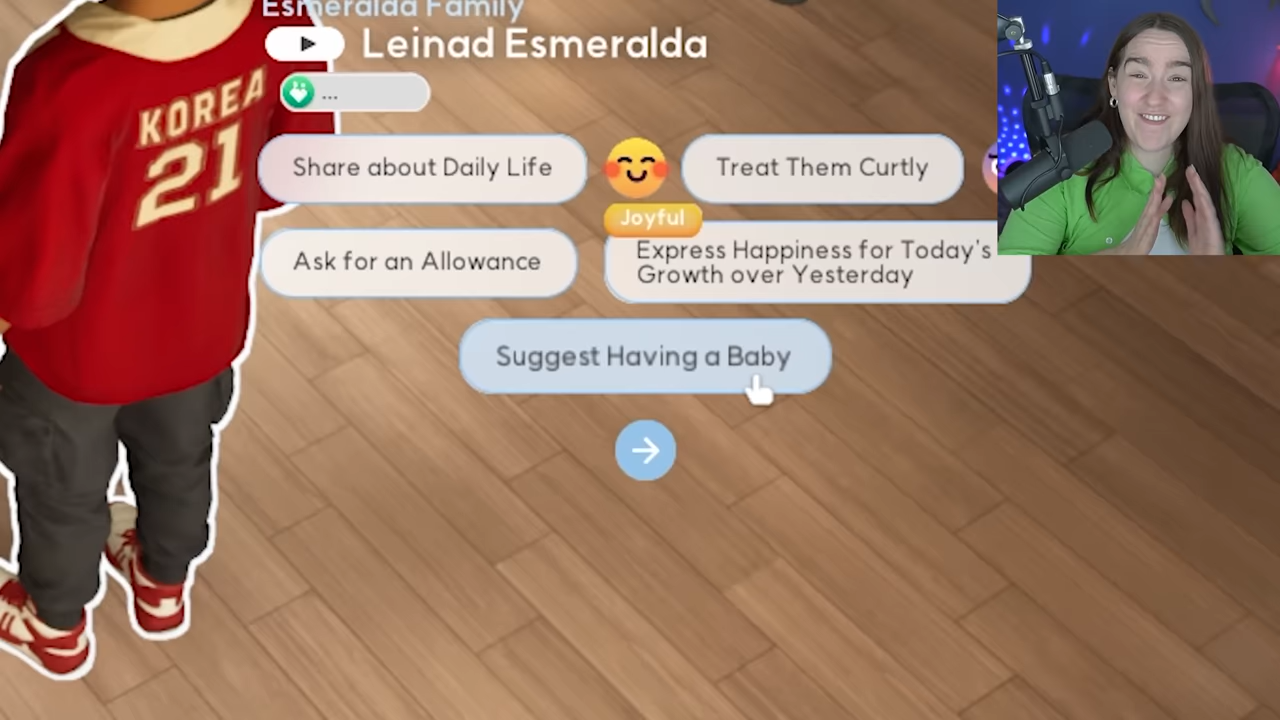 Esmeralda Family
Leinad Esmeralda
...
KOREA
21
Share about Daily Life
Treat Them Curtly
Joyful
Ask for an Allowance
Express Happiness for Today's
Growth over Yesterday
Suggest Having a Baby